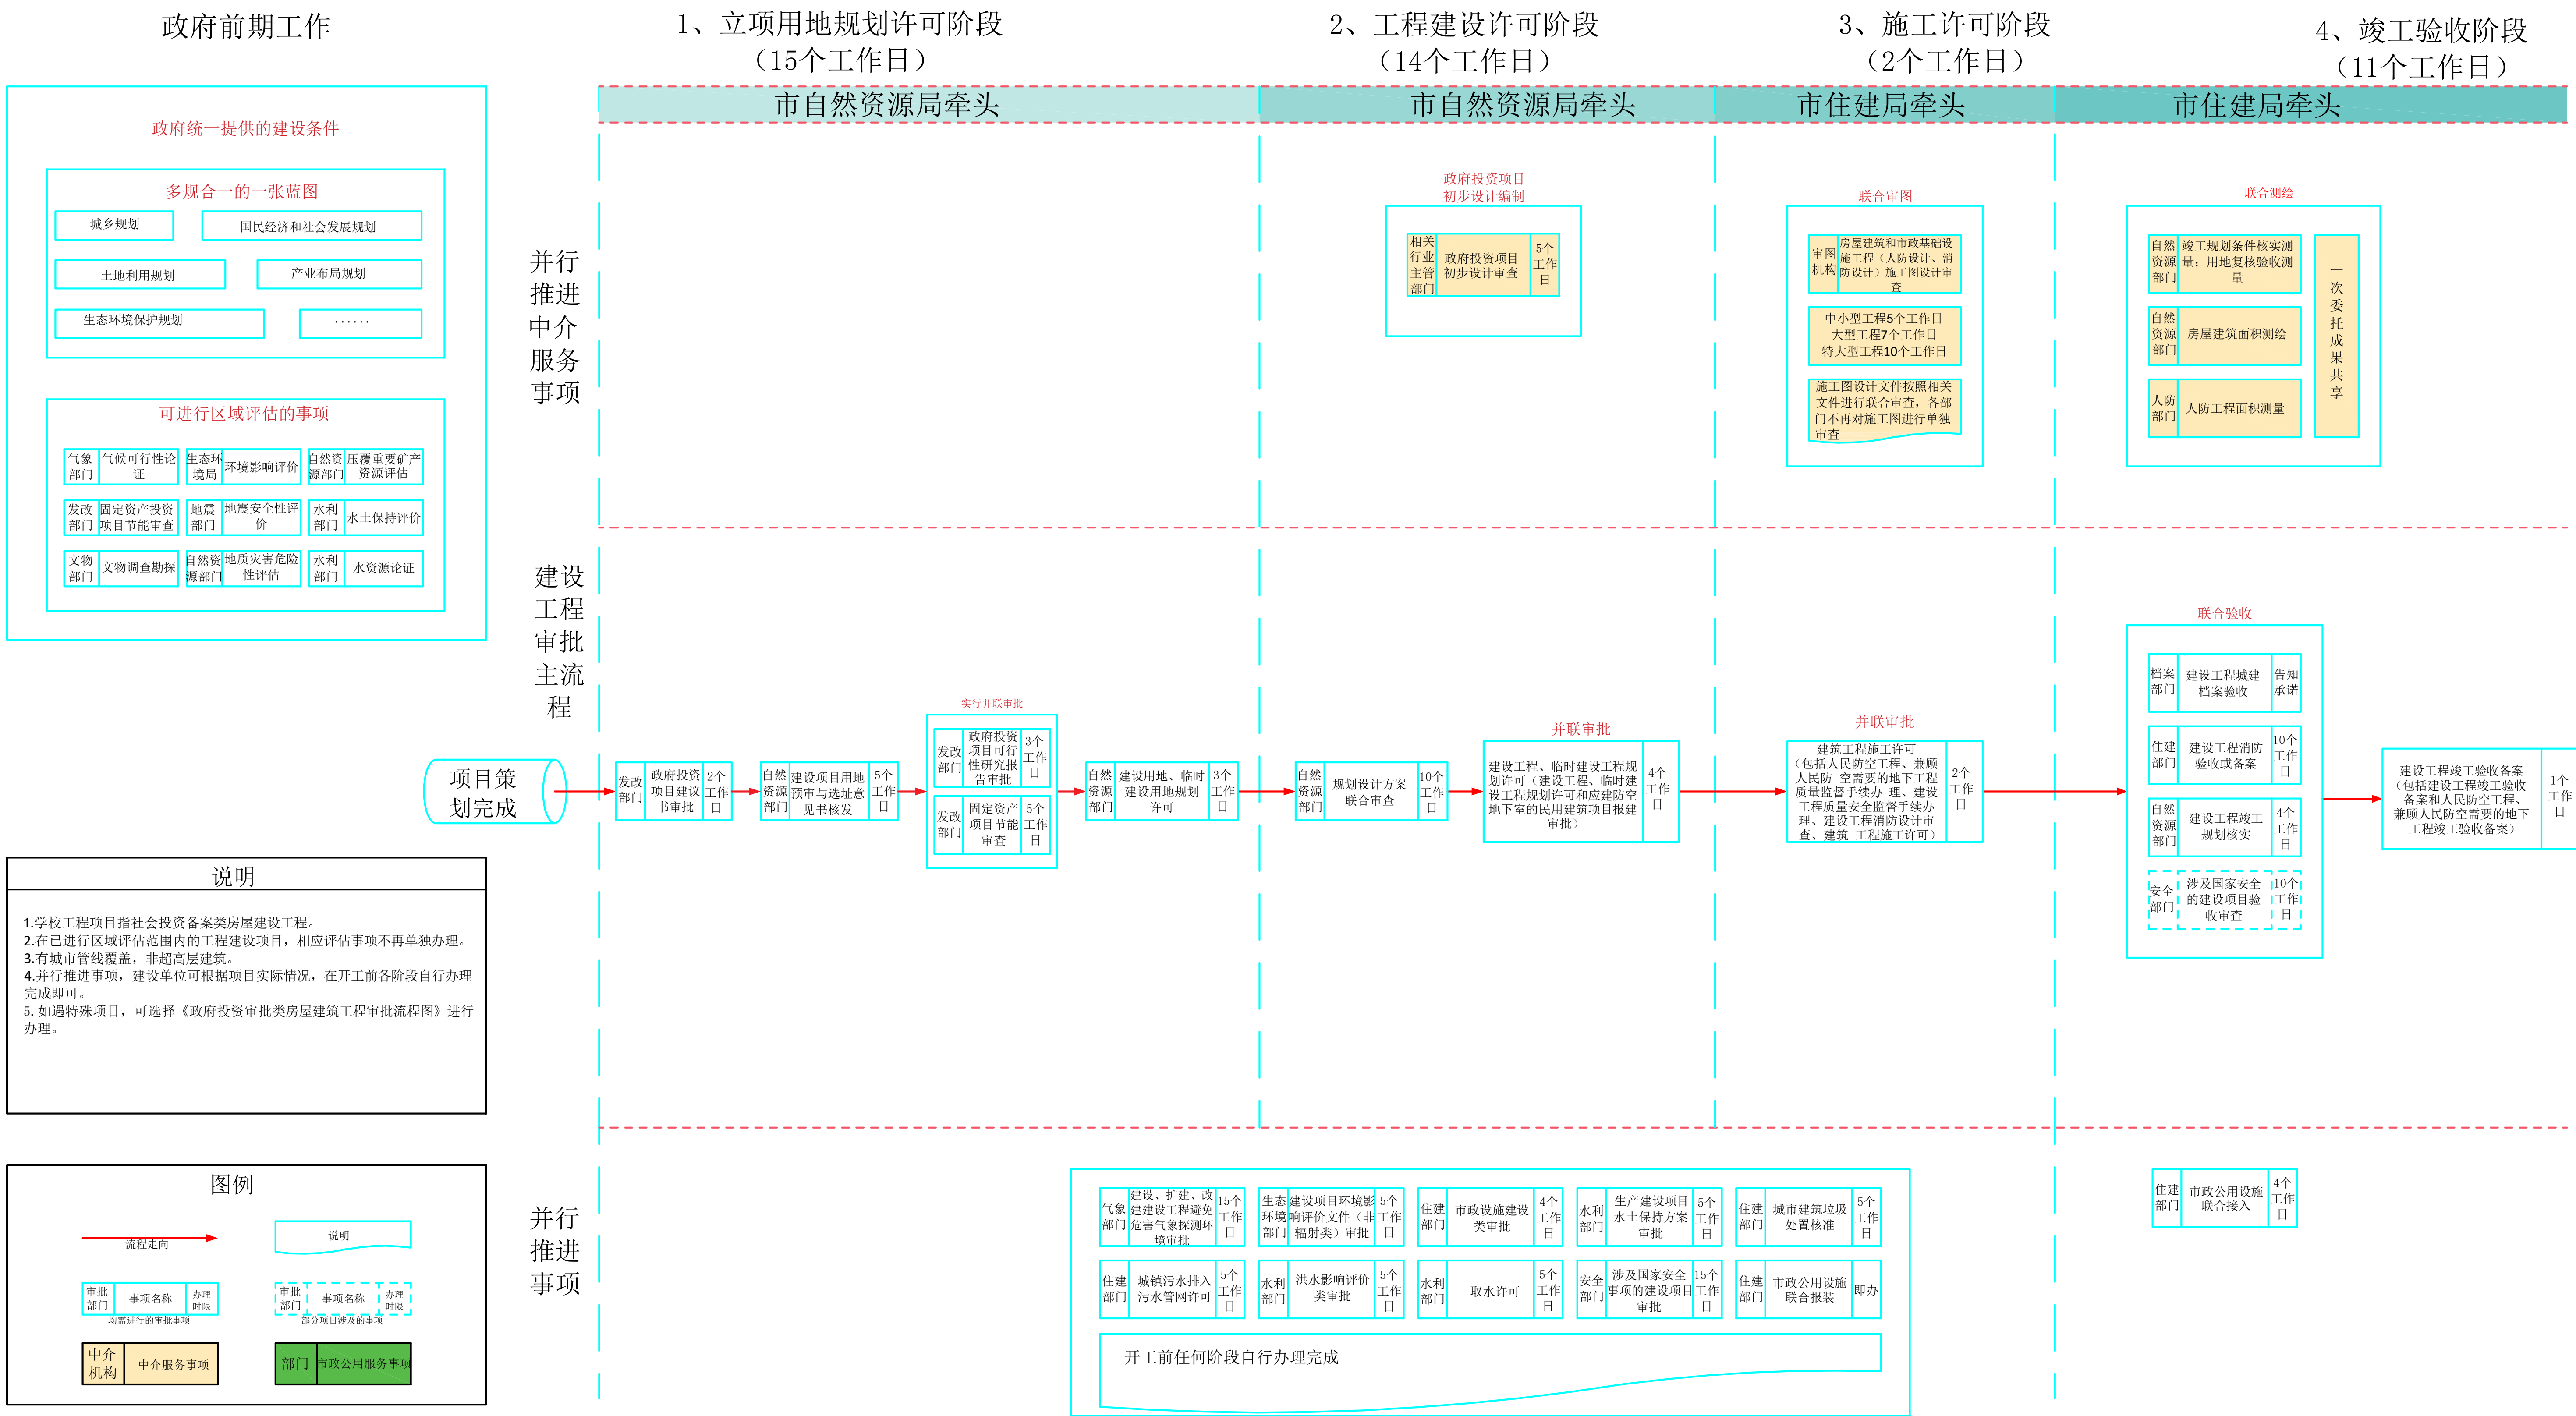 政府前期工作
1、立项用地规划许可阶段
（15个工作日）
2、工程建设许可阶段
（14个工作日）
3、施工许可阶段
（2个工作日）
4、竣工验收阶段
（11个工作日）
市自然资源局牵头
市自然资源局牵头
市住建局牵头
市住建局牵头
政府统一提供的建设条件
多规合一的一张蓝图
城乡规划
国民经济和社会发展规划
土地利用规划
产业布局规划
生态环境保护规划
......
可进行区域评估的事项
气象
部门
气候可行性论
证
生态环
境局
环境影响评价
自然资
源部门
压覆重要矿产
资源评估
发改
部门
固定资产投资
项目节能审查
地震
部门
地震安全性评
价
水利
部门
水土保持评价
文物
部门
文物调查勘探
自然资
源部门
地质灾害危险
性评估
水利
部门
水资源论证
并行
推进
中介
服务
事项
政府投资项目
初步设计编制
相关
行业
主管
部门
政府投资项目
初步设计审查
5个
工作
日
联合审图
审图
机构
房屋建筑和市政基础设
施工程（人防设计、消
防设计）施工图设计审
查
中小型工程5个工作日
大型工程7个工作日
特大型工程10个工作日
施工图设计文件按照相关
文件进行联合审查，各部
门不再对施工图进行单独
审查
联合测绘
自然
资源
部门
竣工规划条件核实测
量；用地复核验收测
量
自然
资源
部门
房屋建筑面积测绘
人防
部门
人防工程面积测量
一
次
委
托
成
果
共
享
建设
工程
审批
主流
程
项目策
划完成
发改
部门
政府投资
项目建议
书审批
2个
工作
日
自然
资源
部门
建设项目用地
预审与选址意
见书核发
5个
工作
日
实行并联审批
发改
部门
政府投资
项目可行
性研究报
告审批
3个
工作
日
发改
部门
固定资产
项目节能
审查
5个
工作
日
自然
资源
部门
建设用地、临时
建设用地规划
许可
3个
工作
日
自然
资源
部门
规划设计方案
联合审查
10个
工作
日
并联审批
建设工程、临时建设工程规
划许可（建设工程、临时建
设工程规划许可和应建防空
地下室的民用建筑项目报建
审批）
4个
工作
日
并联审批
建筑工程施工许可
（包括人民防空工程、兼顾
人民防 空需要的地下工程
质量监督手续办 理、建设
工程质量安全监督手续办
理、建设工程消防设计审
查、建筑 工程施工许可）
2个
工作
日
联合验收
档案
部门
建设工程城建
档案验收
告知
承诺
住建
部门
建设工程消防
验收或备案
10个
工作
日
自然
资源
部门
建设工程竣工
规划核实
4个
工作
日
安全
部门
涉及国家安全
的建设项目验
收审查
10个
工作
日
建设工程竣工验收备案
（包括建设工程竣工验收
备案和人民防空工程、
兼顾人民防空需要的地下
工程竣工验收备案）
1个
工作
日
说明
1.学校工程项目指社会投资备案类房屋建设工程。
2.在已进行区域评估范围内的工程建设项目，相应评估事项不再单独办理。
3.有城市管线覆盖，非超高层建筑。
4.并行推进事项，建设单位可根据项目实际情况，在开工前各阶段自行办理
完成即可。
5. 如遇特殊项目，可选择《政府投资审批类房屋建筑工程审批流程图》进行
办理。
图例
流程走向
说明
审批
部门
事项名称
办理
时限
均需进行的审批事项
审批
部门
事项名称
办理
时限
部分项目涉及的事项
中介
机构
中介服务事项
部门
市政公用服务事项
并行
推进
事项
气象
部门
建设、扩建、改
建建设工程避免
危害气象探测环
境审批
15个
工作
日
生态
环境
部门
建设项目环境影
响评价文件（非
辐射类）审批
5个
工作
日
住建
部门
市政设施建设
类审批
4个
工作
日
水利
部门
生产建设项目
水土保持方案
审批
5个
工作
日
住建
部门
城市建筑垃圾
处置核准
5个
工作
日
住建
部门
城镇污水排入
污水管网许可
5个
工作
日
水利
部门
洪水影响评价
类审批
5个
工作
日
水利
部门
取水许可
5个
工作
日
安全
部门
涉及国家安全
事项的建设项目
审批
15个
工作
日
住建
部门
市政公用设施
联合报装
即办
开工前任何阶段自行办理完成
住建
部门
市政公用设施
联合接入
4个
工作
日